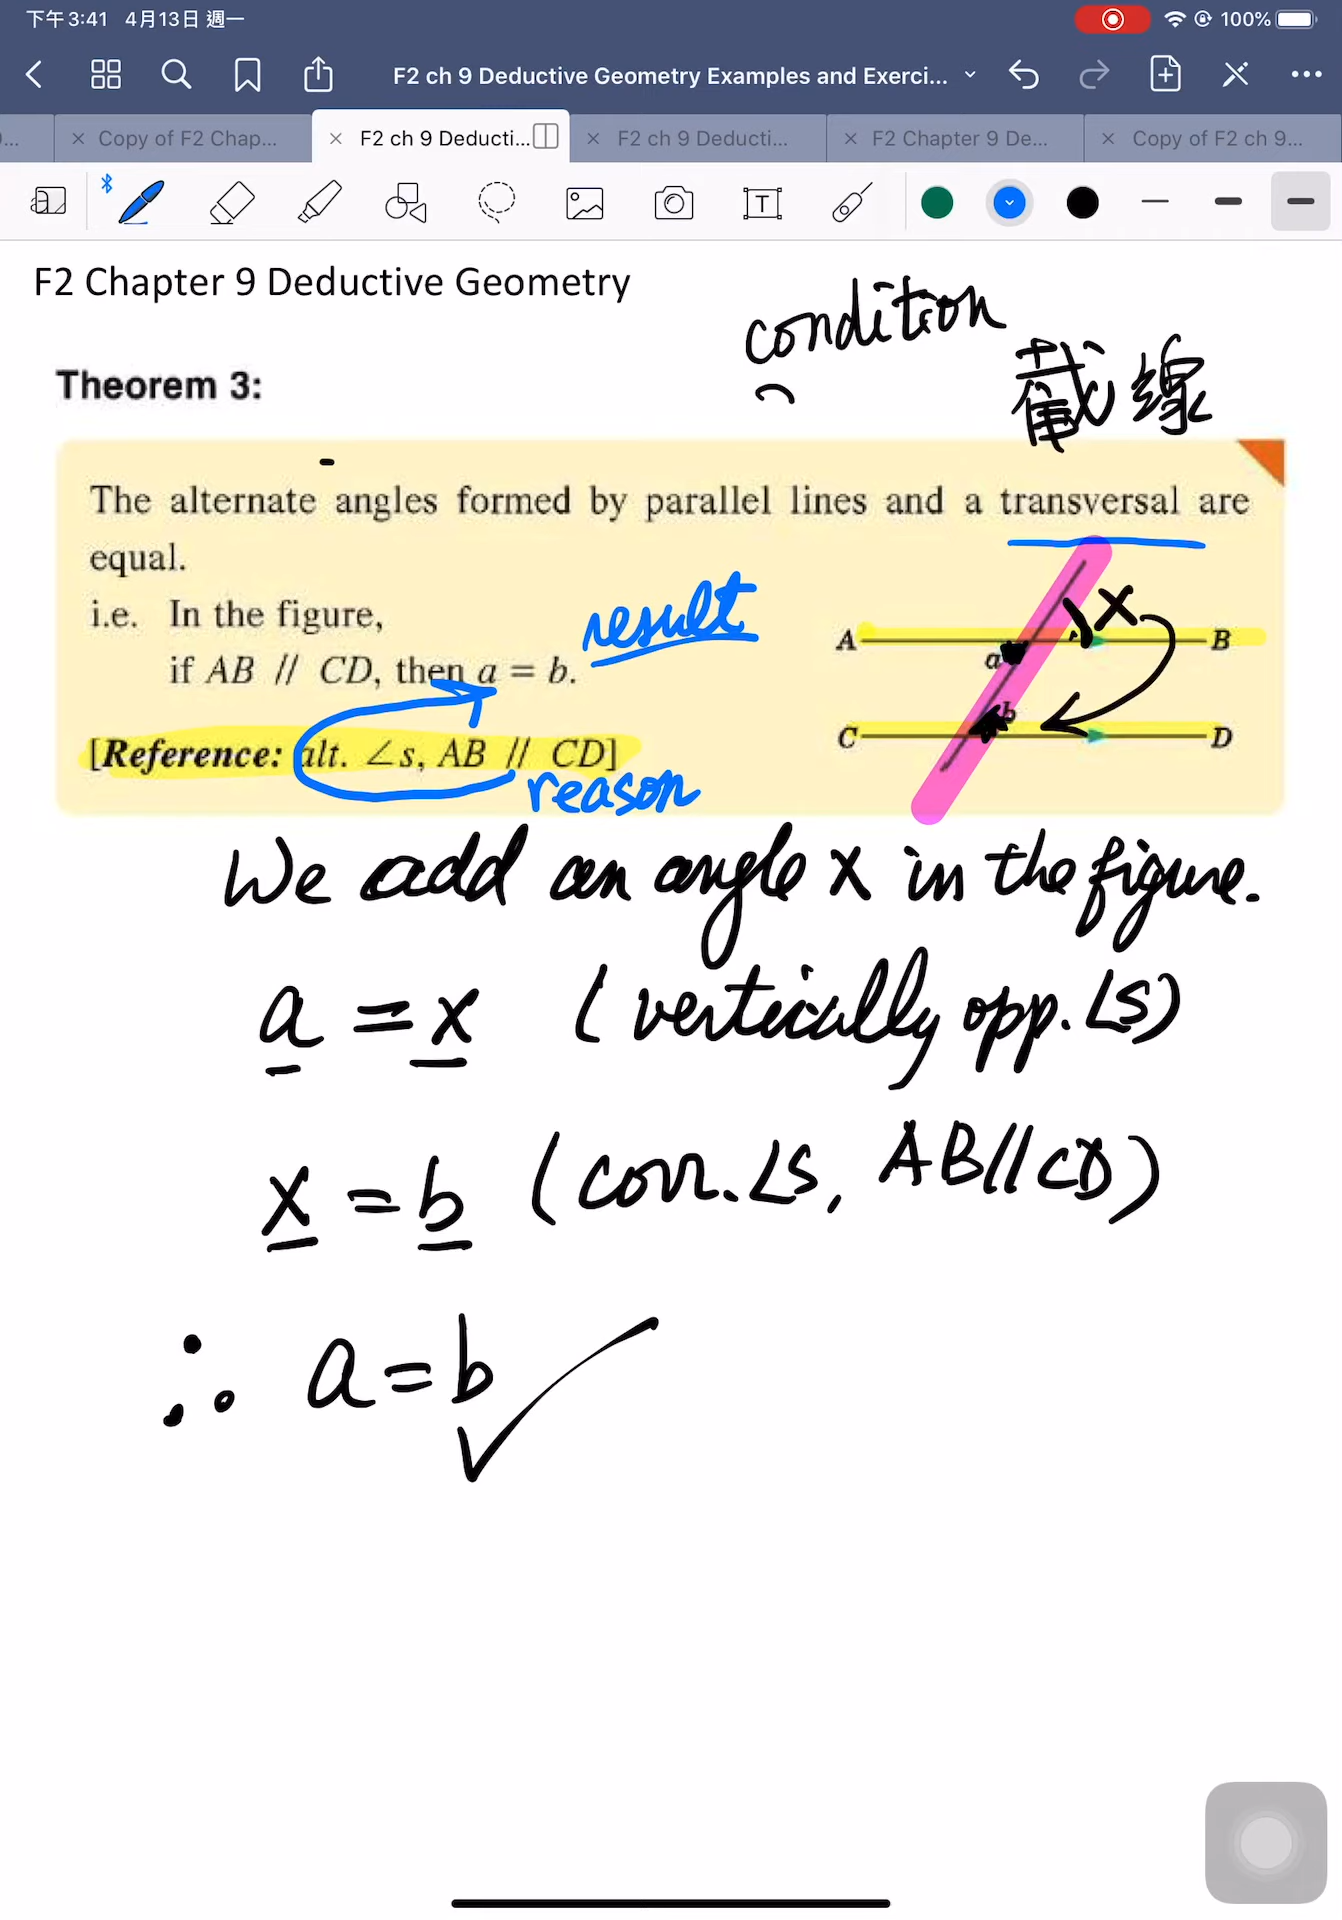 下午3:41 4月13日 週一
100%
F2 ch 9 Deductive Geometry Examples and Exerci...
Copy of F2 Chap...
F2 ch 9 Deducti...
F2 ch 9 Deducti...
F2 Chapter 9 De...
Copy of F2 ch 9...
F2 Chapter 9 Deductive Geometry
condition
截線
Theorem 3:
The alternate angles formed by parallel lines and a transversal are
equal.
i.e. In the figure,
result
if AB // CD, then a = b.
[Reference: alt. ∠s, AB // CD]
reason
x
A B
a
b
C D
We add an angle x in the figure.
a = x (vertically opp. ∠s)
x = b (corr. ∠s, AB//CD)
∴ a = b ✓